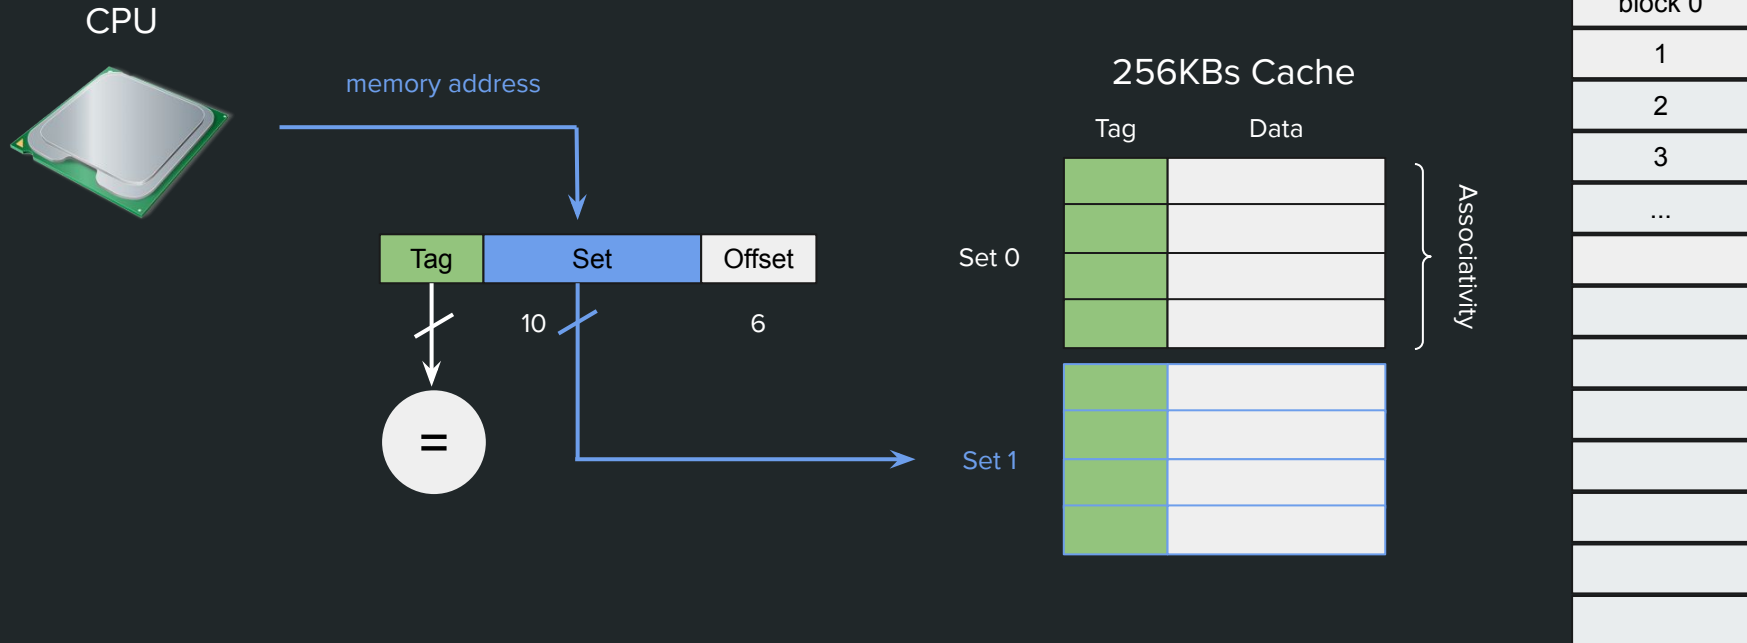 CPU
memory address
256KBs Cache
Tag
Data
Tag
Set
Offset
10
6
=
Set 0
Set 1
Associativity
block 0
1
2
3
...